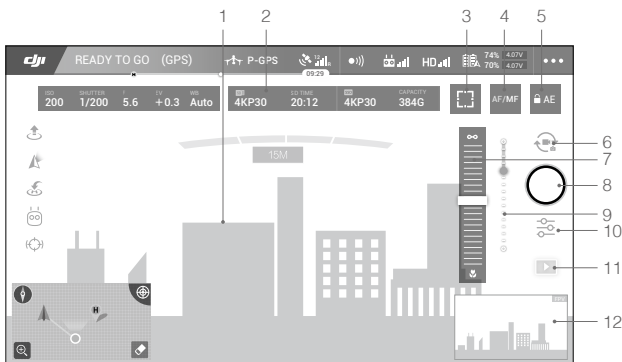 1 2 3 4 5
dji READY TO GO (GPS) P-GPS 12 HD 74% 4.07V
70% 4.07V
H 09:29
ISO SHUTTER F EV WB SD TIME CAPACITY
200 1/200 5.6 +0.3 Auto 4KP30 20:12 4KP30 384G AF/MF AE
15M
6
7
8
9
10
11
12
H